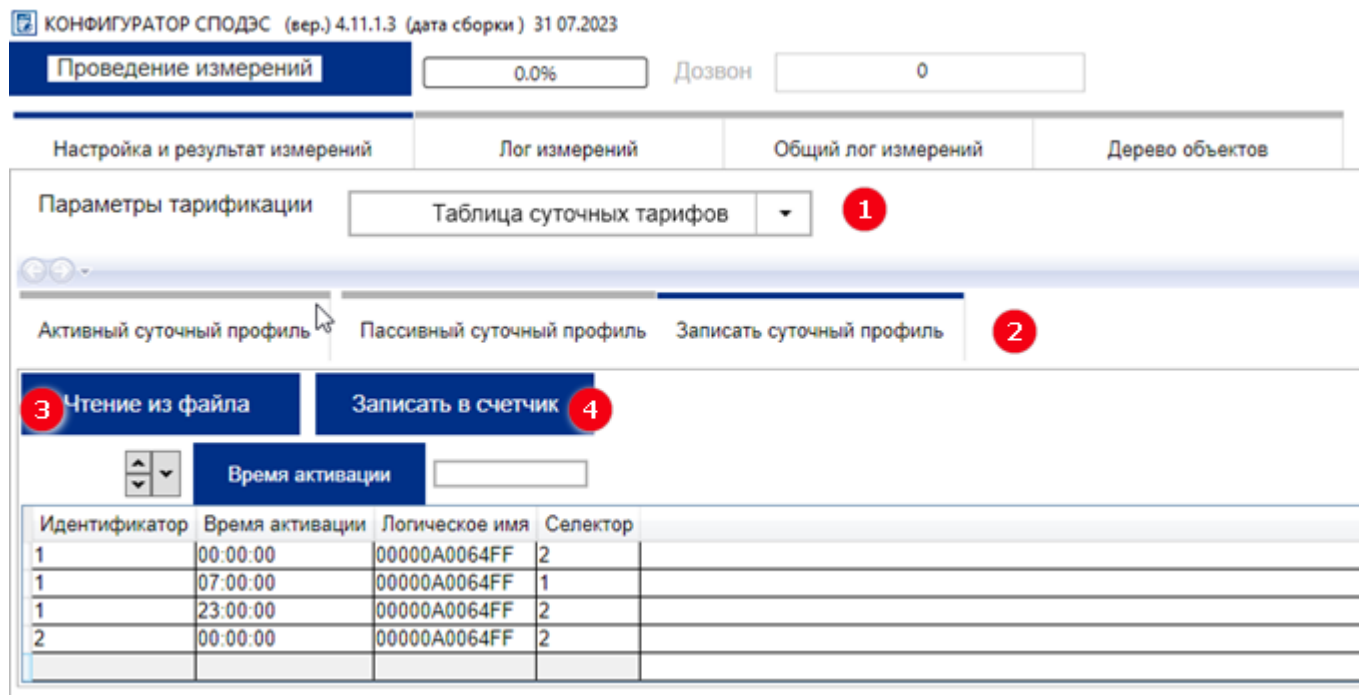 КОНФИГУРАТОР СПОДЭС (вер.) 4.11.1.3 (дата сборки ) 31 07.2023
Проведение измерений 0.0% Дозвон 0
Настройка и результат измерений Лог измерений Общий лог измерений Дерево объектов
Параметры тарификации Таблица суточных тарифов 1
Активный суточный профиль Пассивный суточный профиль Записать суточный профиль 2
3 Чтение из файла Записать в счетчик 4
Время активации
Идентификатор Время активации Логическое имя Селектор
1 00:00:00 00000A0064FF 2
1 07:00:00 00000A0064FF 1
1 23:00:00 00000A0064FF 2
2 00:00:00 00000A0064FF 2